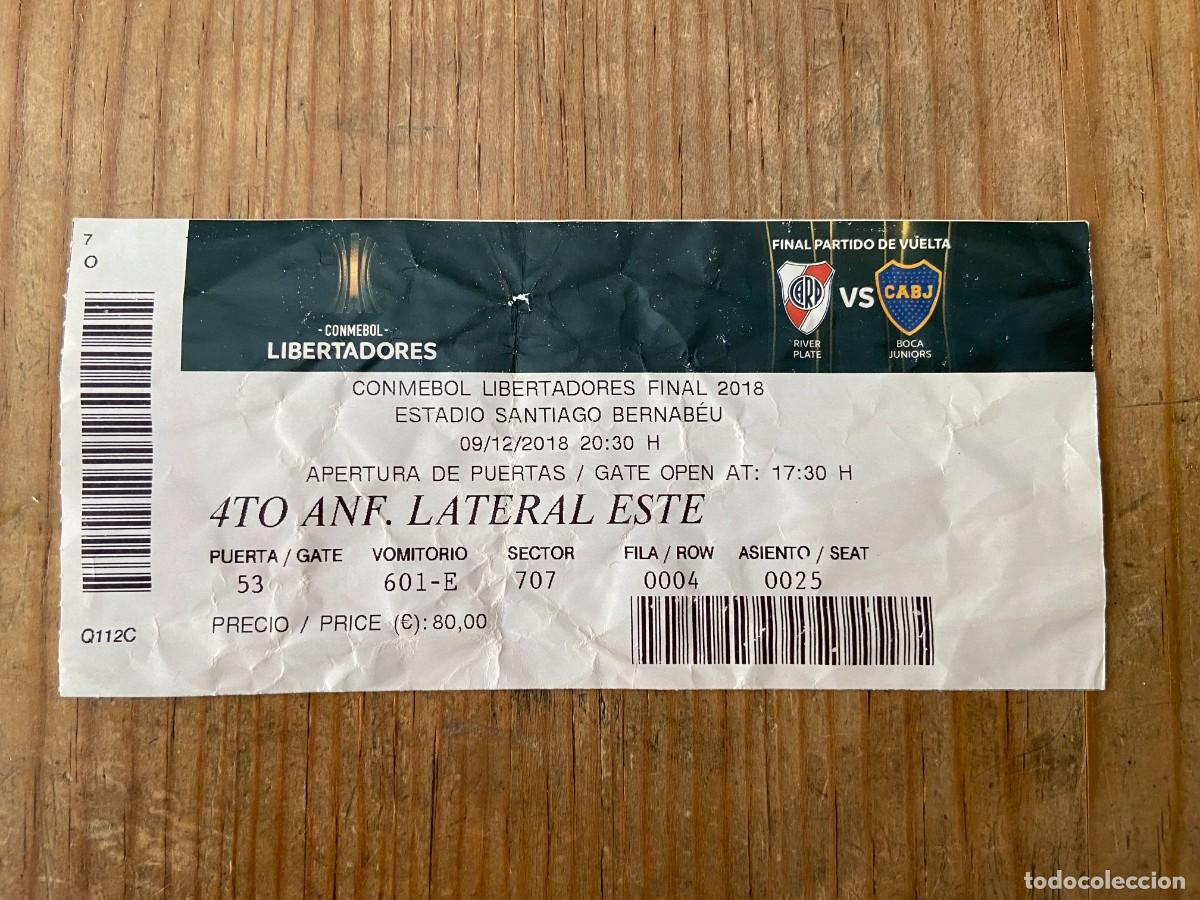 7
O
Q112C
- CONMEBOL -
LIBERTADORES
FINAL PARTIDO DE VUELTA
CARP VS CABJ
RIVER PLATE
BOCA JUNIORS
CONMEBOL LIBERTADORES FINAL 2018
ESTADIO SANTIAGO BERNABÉU
09/12/2018 20:30 H
APERTURA DE PUERTAS / GATE OPEN AT: 17:30 H
4TO ANF. LATERAL ESTE
PUERTA / GATE VOMITORIO SECTOR FILA / ROW ASIENTO / SEAT
53 601-E 707 0004 0025
PRECIO / PRICE (€): 80,00
todocoleccion